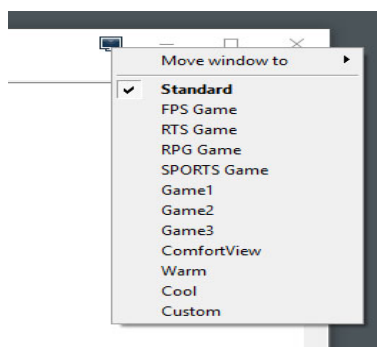 Move window to
Standard
FPS Game
RTS Game
RPG Game
SPORTS Game
Game1
Game2
Game3
ComfortView
Warm
Cool
Custom